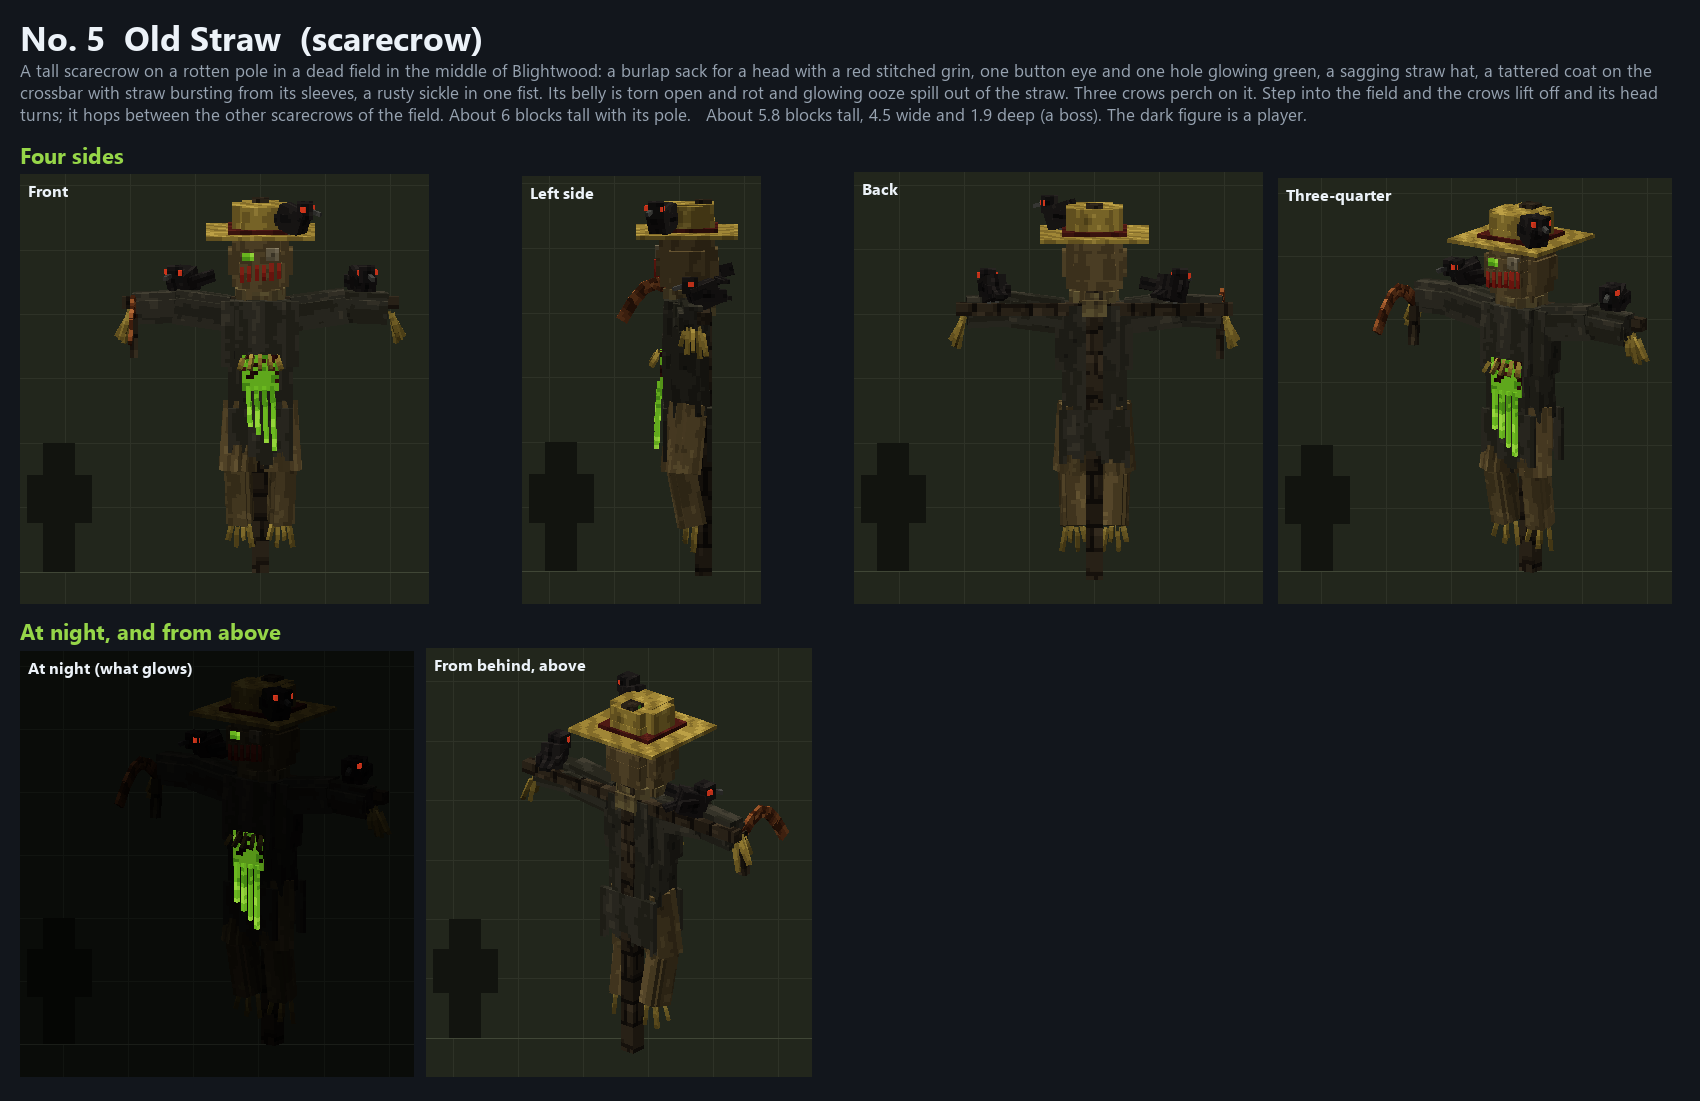 No. 5 Old Straw (scarecrow)
A tall scarecrow on a rotten pole in a dead field in the middle of Blightwood: a burlap sack for a head with a red stitched grin, one button eye and one hole glowing green, a sagging straw hat, a tattered coat on the
crossbar with straw bursting from its sleeves, a rusty sickle in one fist. Its belly is torn open and rot and glowing ooze spill out of the straw. Three crows perch on it. Step into the field and the crows lift off and its head
turns; it hops between the other scarecrows of the field. About 6 blocks tall with its pole. About 5.8 blocks tall, 4.5 wide and 1.9 deep (a boss). The dark figure is a player.
Four sides
Front
Left side
Back
Three-quarter
At night, and from above
At night (what glows)
From behind, above